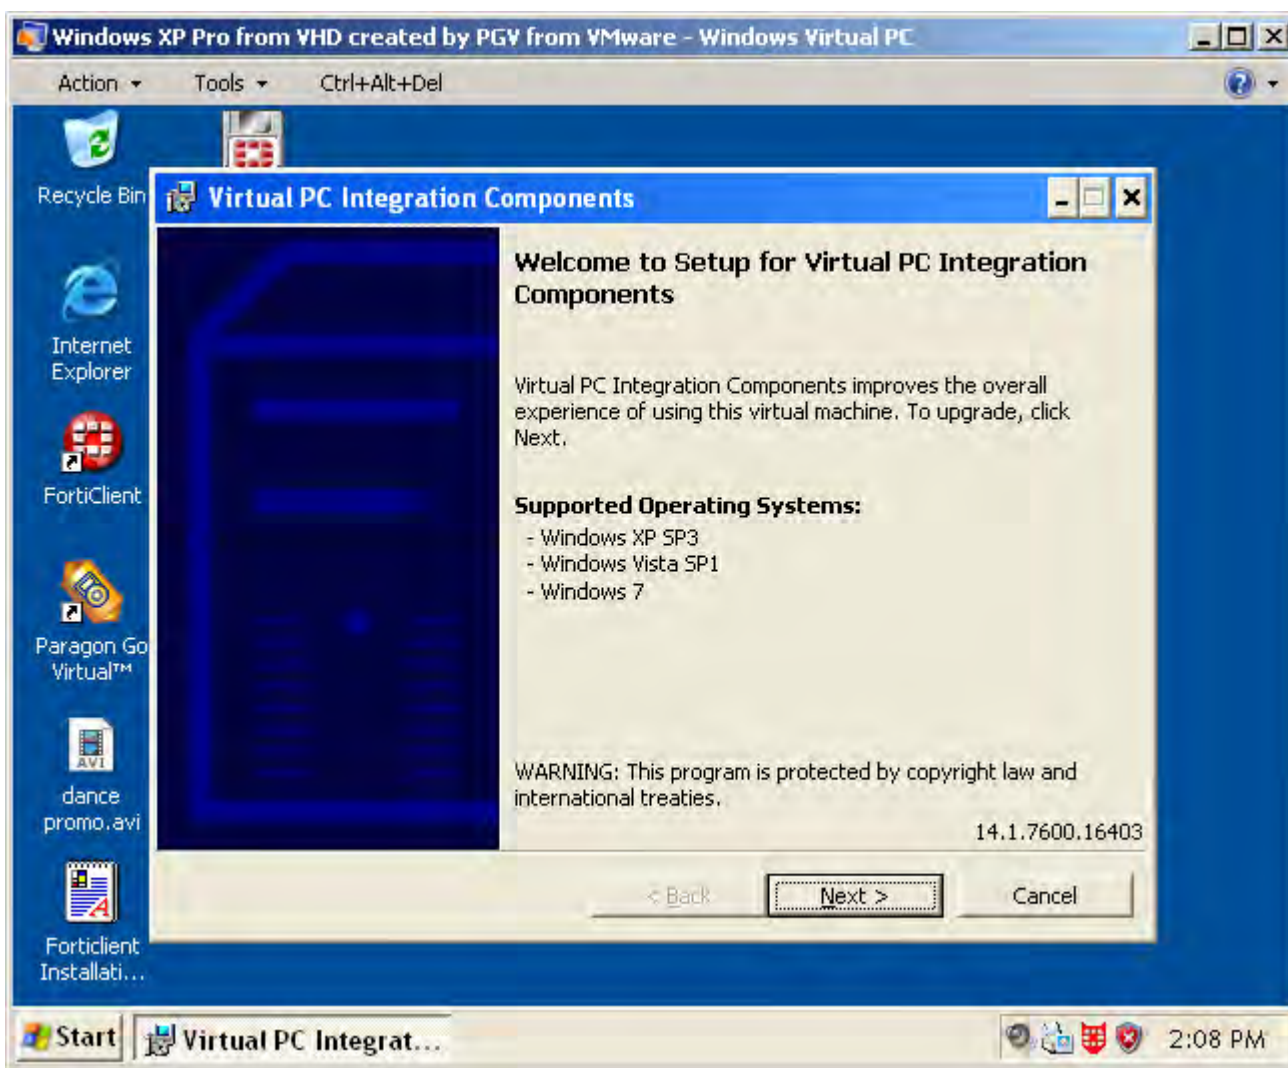 Windows XP Pro from VHD created by PGV from VMware - Windows Virtual PC
Action Tools Ctrl+Alt+Del
Recycle Bin
Internet
Explorer
FortiClient
Paragon Go
Virtual™
AVI
dance
promo.avi
Forticlient
Installati...
Virtual PC Integration Components
Welcome to Setup for Virtual PC Integration
Components
Virtual PC Integration Components improves the overall
experience of using this virtual machine. To upgrade, click
Next.
Supported Operating Systems:
- Windows XP SP3
- Windows Vista SP1
- Windows 7
WARNING: This program is protected by copyright law and
international treaties.
14.1.7600.16403
< Back Next > Cancel
Start Virtual PC Integrat... 2:08 PM